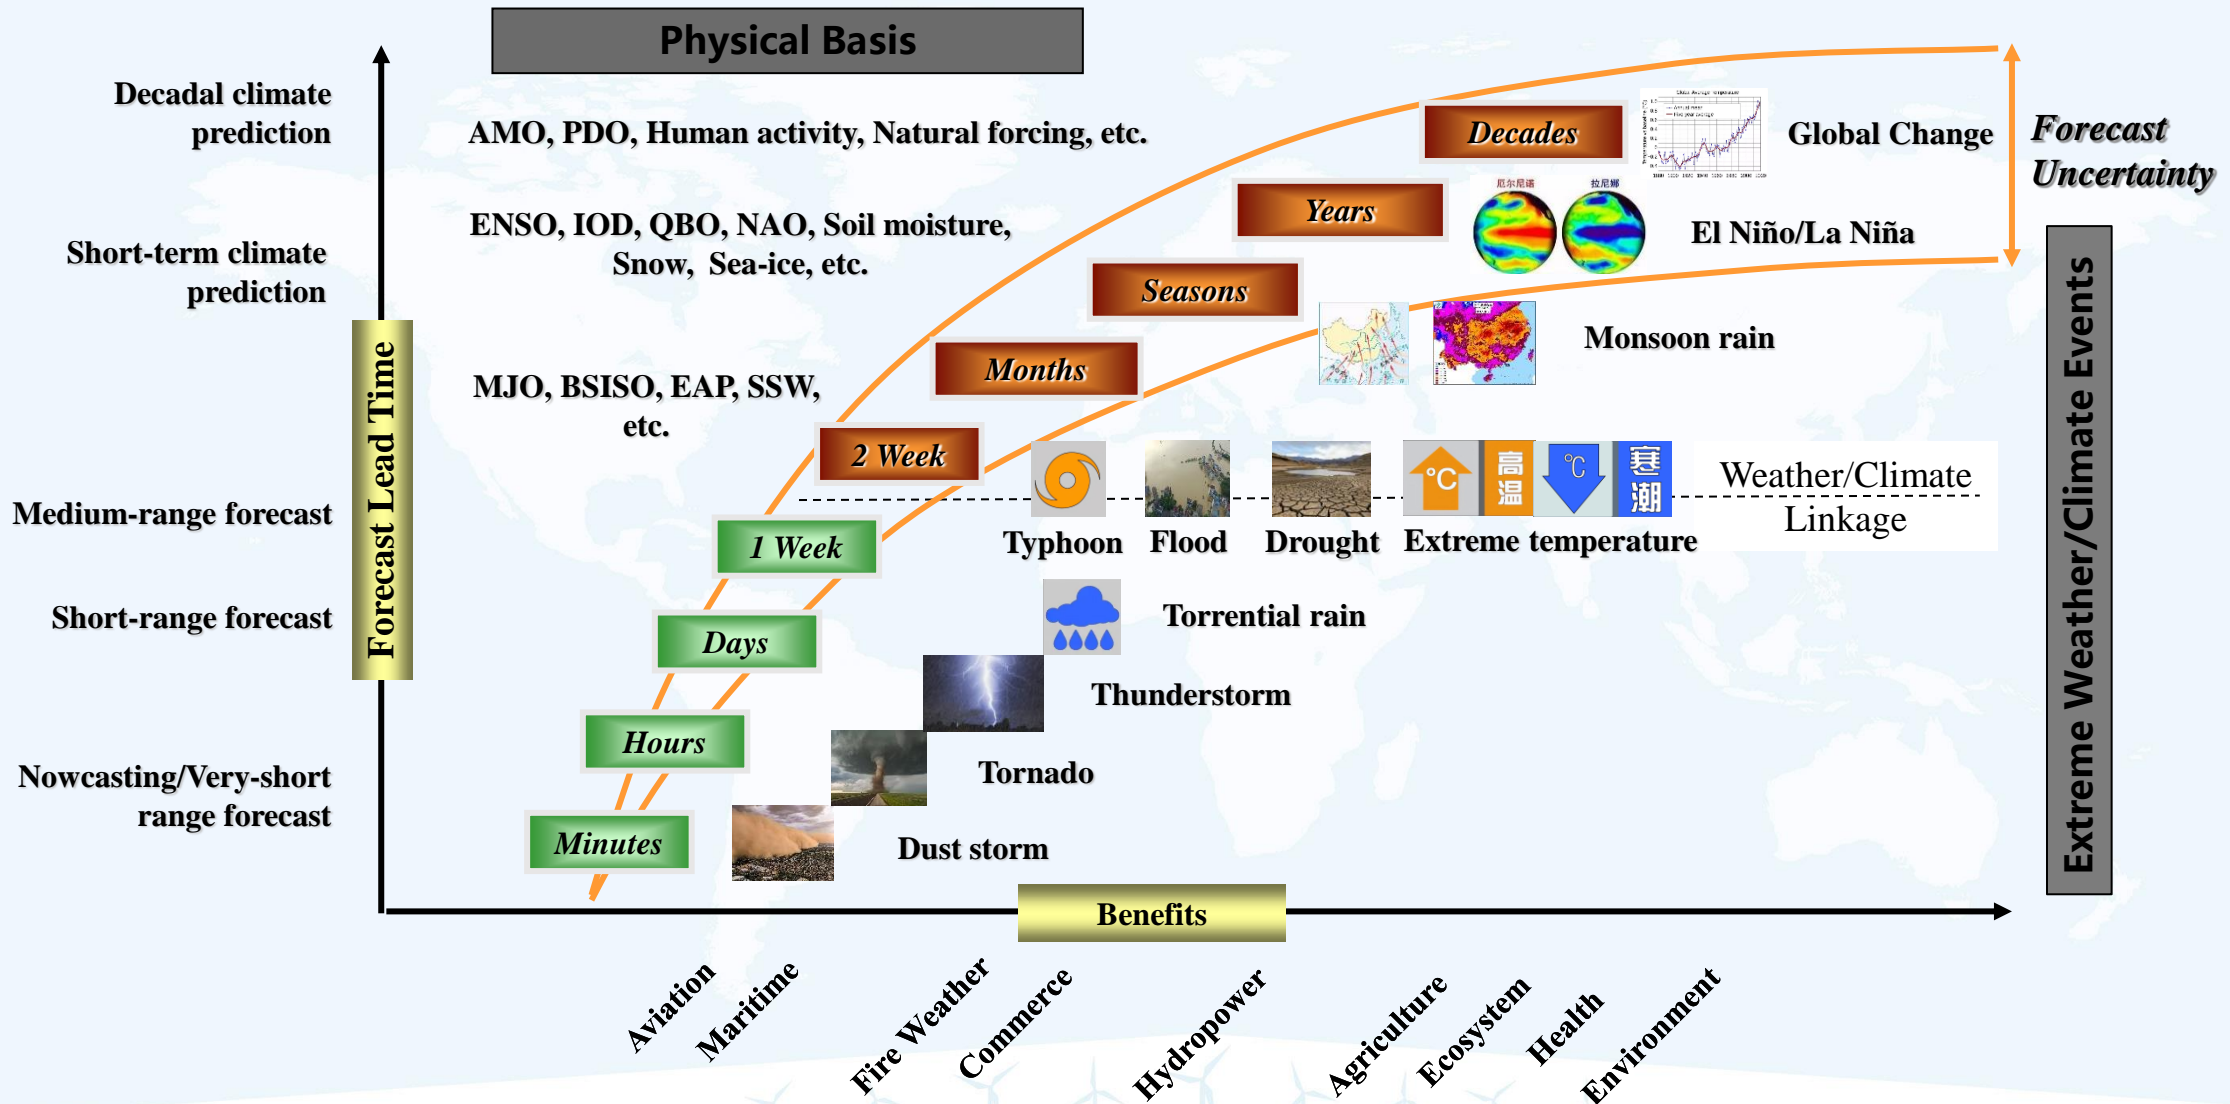 Physical Basis
Decadal climate
prediction
AMO, PDO, Human activity, Natural forcing, etc.
Decades
Annual Mean
Five year average
Global Change
Forecast
Uncertainty
Years
厄尔尼诺
拉尼娜
El Niño/La Niña
ENSO, IOD, QBO, NAO, Soil moisture,
Snow, Sea-ice, etc.
Short-term climate
prediction
Seasons
Monsoon rain
Months
MJO, BSISO, EAP, SSW,
etc.
2 Week
Forecast Lead Time
Extreme Weather/Climate Events
°C
高温
°C
寒潮
Weather/Climate
Linkage
Medium-range forecast
1 Week
Typhoon
Flood
Drought
Extreme temperature
Short-range forecast
Days
Torrential rain
Thunderstorm
Hours
Nowcasting/Very-short
range forecast
Tornado
Minutes
Dust storm
Benefits
Aviation
Maritime
Fire Weather
Commerce
Hydropower
Agriculture
Ecosystem
Health
Environment